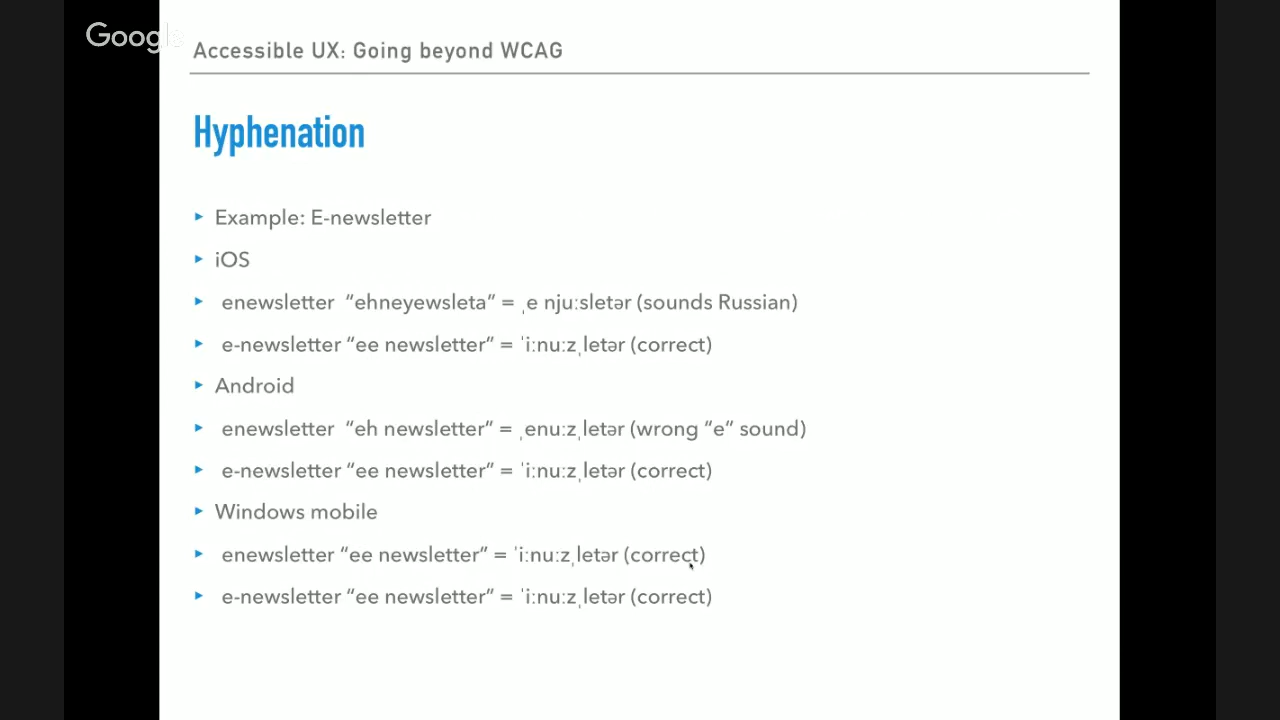 Google
Accessible UX: Going beyond WCAG
Hyphenation
Example: E-newsletter
iOS
enewsletter “ehneyewsleta” = ˌe njuːsletər (sounds Russian)
e-newsletter “ee newsletter” = ˈiːnuːzˌletər (correct)
Android
enewsletter “eh newsletter” = ˌenuːzˌletər (wrong “e” sound)
e-newsletter “ee newsletter” = ˈiːnuːzˌletər (correct)
Windows mobile
enewsletter “ee newsletter” = ˈiːnuːzˌletər (correct)
e-newsletter “ee newsletter” = ˈiːnuːzˌletər (correct)